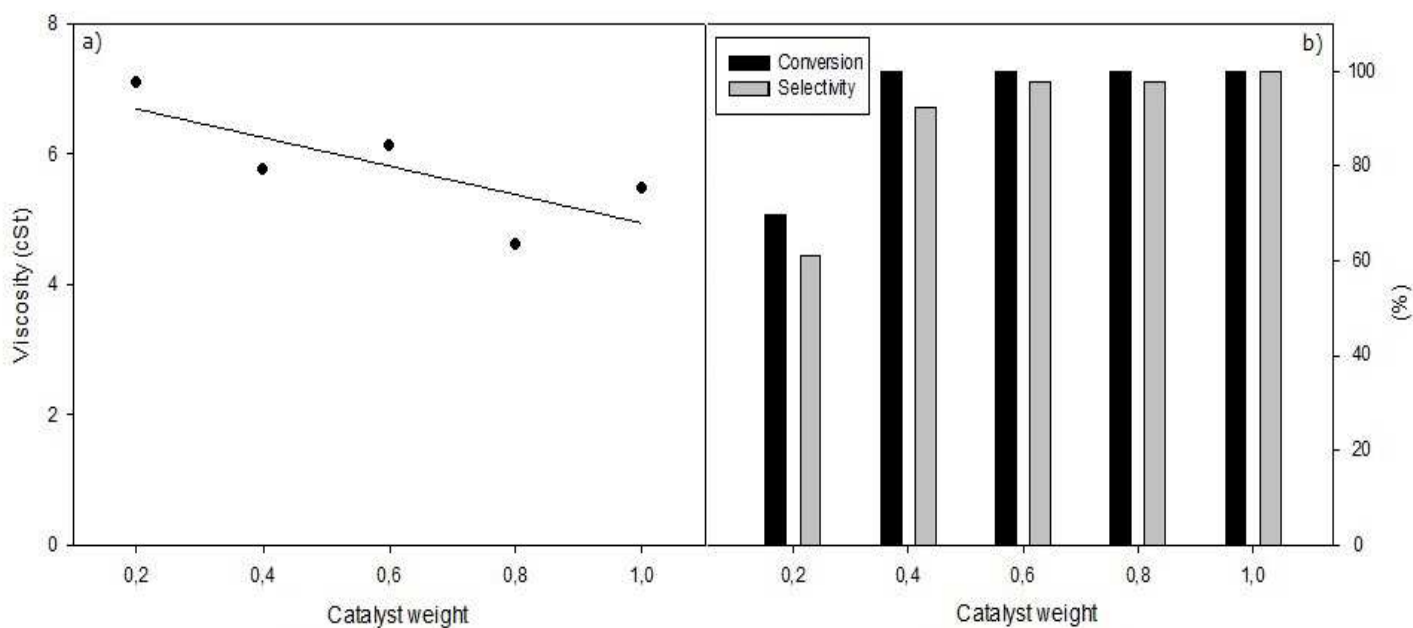 a)
8
6
4
2
0
Viscosity (cSt)
0,2 0,4 0,6 0,8 1,0
Catalyst weight
b)
Conversion
Selectivity
100
80
60
40
20
0
(%)
0,2 0,4 0,6 0,8 1,0
Catalyst weight